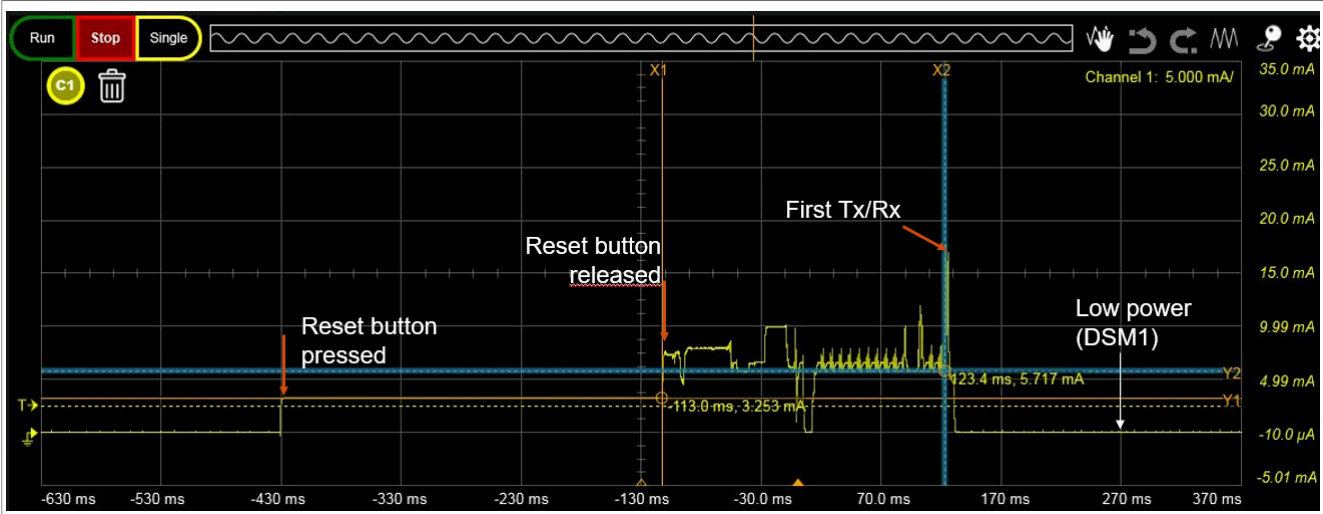 Run Stop Single
X1 X2
C1
Channel 1: 5.000 mA/
35.0 mA
30.0 mA
25.0 mA
20.0 mA
First Tx/Rx
Reset button
released
15.0 mA
Low power
(DSM1)
Reset button
pressed
9.99 mA
Y2
123.4 ms, 5.717 mA
4.99 mA
T
-113.0 ms, 3.253 mA
Y1
-10.0 µA
-5.01 mA
-630 ms -530 ms -430 ms -330 ms -230 ms -130 ms -30.0 ms 70.0 ms 170 ms 270 ms 370 ms